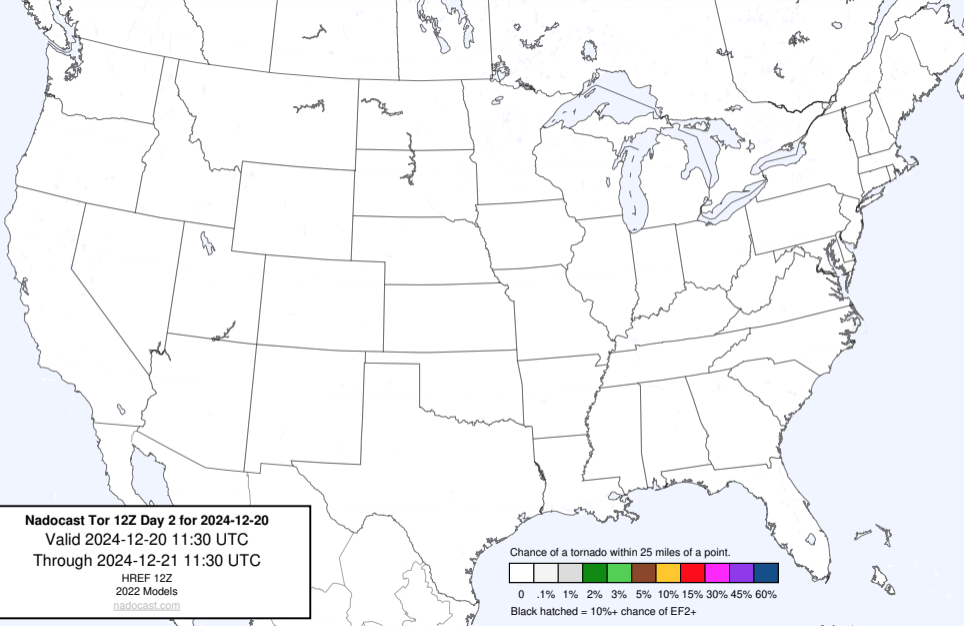 Nadocast Tor 12Z Day 2 for 2024-12-20
Valid 2024-12-20 11:30 UTC
Through 2024-12-21 11:30 UTC
HREF 12Z
2022 Models
nadocast.com
Chance of a tornado within 25 miles of a point.
0 .1% 1% 2% 3% 5% 10% 15% 30% 45% 60%
Black hatched = 10%+ chance of EF2+